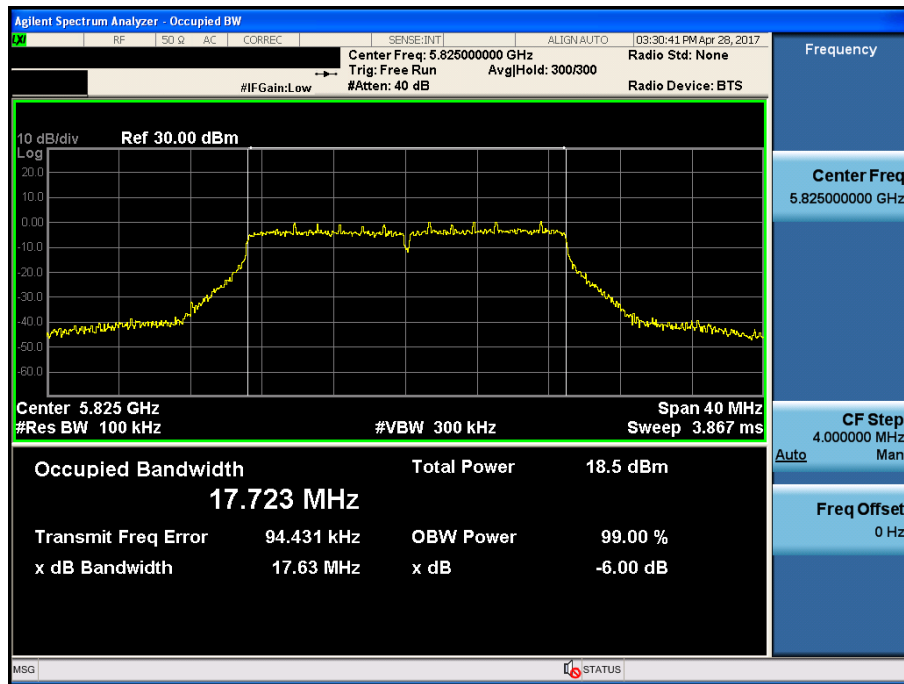 Agilent Spectrum Analyzer - Occupied BW
LXI RF 50 Ω AC CORREC SENSE:INT ALIGN AUTO 03:30:41 PM Apr 28, 2017
Center Freq: 5.825000000 GHz Radio Std: None
Trig: Free Run Avg|Hold: 300/300
#IFGain:Low #Atten: 40 dB Radio Device: BTS
Frequency
10 dB/div Ref 30.00 dBm
Log
20.0
10.0
0.00
-10.0
-20.0
-30.0
-40.0
-50.0
-60.0
Center 5.825 GHz Span 40 MHz
#Res BW 100 kHz #VBW 300 kHz Sweep 3.867 ms
Occupied Bandwidth Total Power 18.5 dBm
17.723 MHz
Transmit Freq Error 94.431 kHz OBW Power 99.00 %
x dB Bandwidth 17.63 MHz x dB -6.00 dB
Center Freq
5.825000000 GHz
CF Step
4.000000 MHz
Auto Man
Freq Offset
0 Hz
MSG STATUS